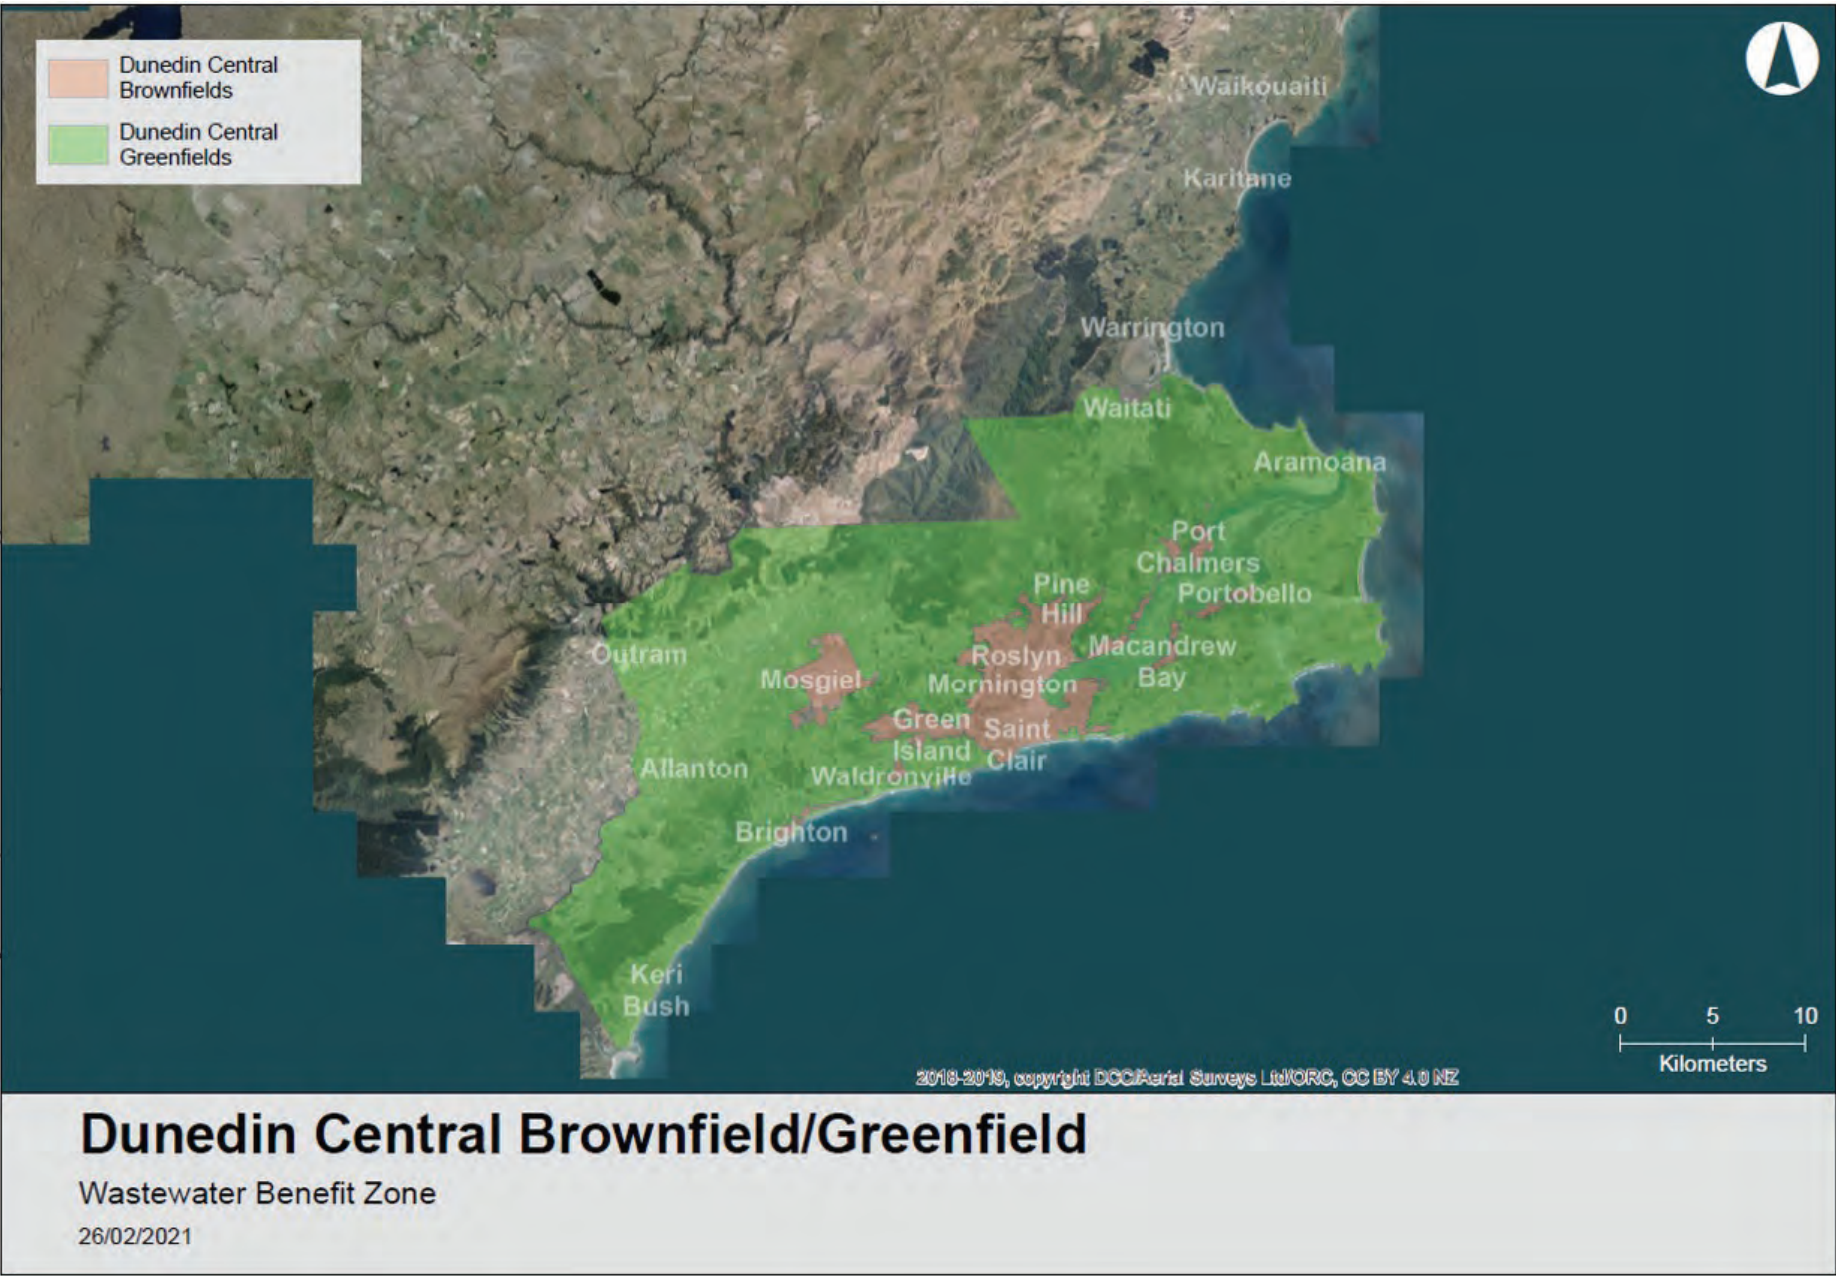 Dunedin Central
Brownfields
Dunedin Central
Greenfields
Waikouaiti
Karitane
Warrington
Waitati
Aramoana
Port
Chalmers
Pine
Hill
Portobello
Outram
Roslyn
Macandrew
Bay
Mosgiel
Mornington
Green
Island
Saint
Clair
Allanton
Waldronville
Brighton
Keri
Bush
0 5 10
Kilometers
2018-2019, copyright DCC/Aerial Surveys Ltd/ORC, CC BY 4.0 NZ
Dunedin Central Brownfield/Greenfield
Wastewater Benefit Zone
26/02/2021